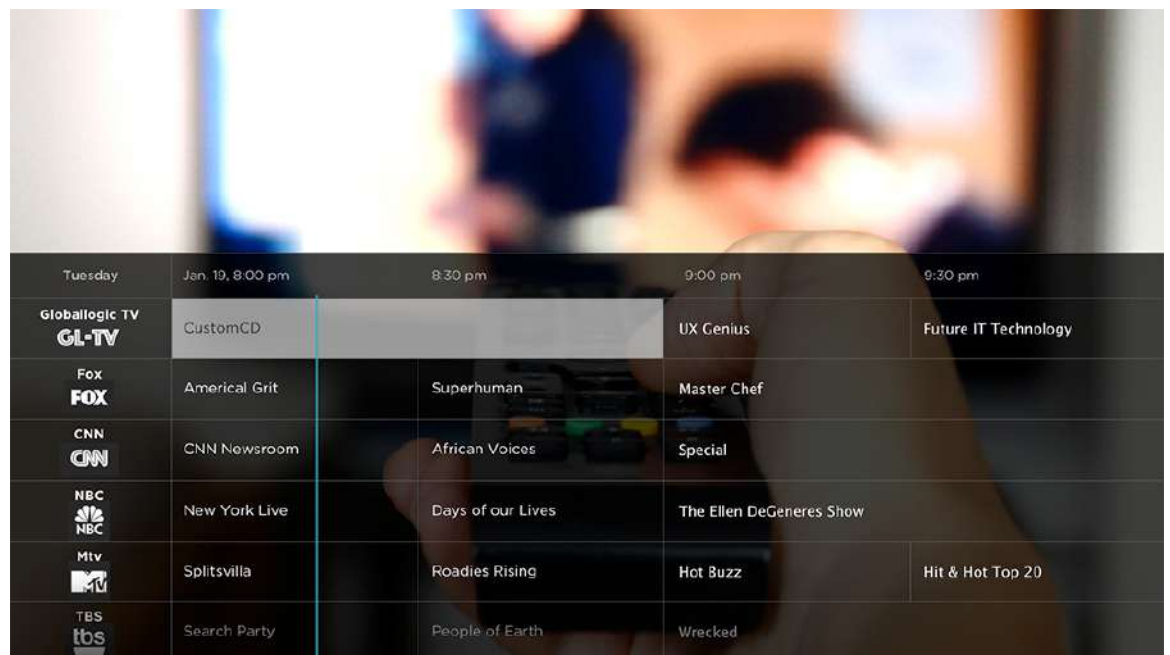 Tuesday Jan. 19, 8:00 pm 8:30 pm 9:00 pm 9:30 pm
Globallogic TV
GL-TV
CustomCD UX Genius Future IT Technology
Fox
FOX
Americal Grit Superhuman Master Chef
CNN
CNN
CNN Newsroom African Voices Special
NBC
NBC
New York Live Days of our Lives The Ellen DeGeneres Show
Mtv
MTV
Splitsvilla Roadies Rising Hot Buzz Hit & Hot Top 20
TBS
tbs
Search Party People of Earth Wrecked